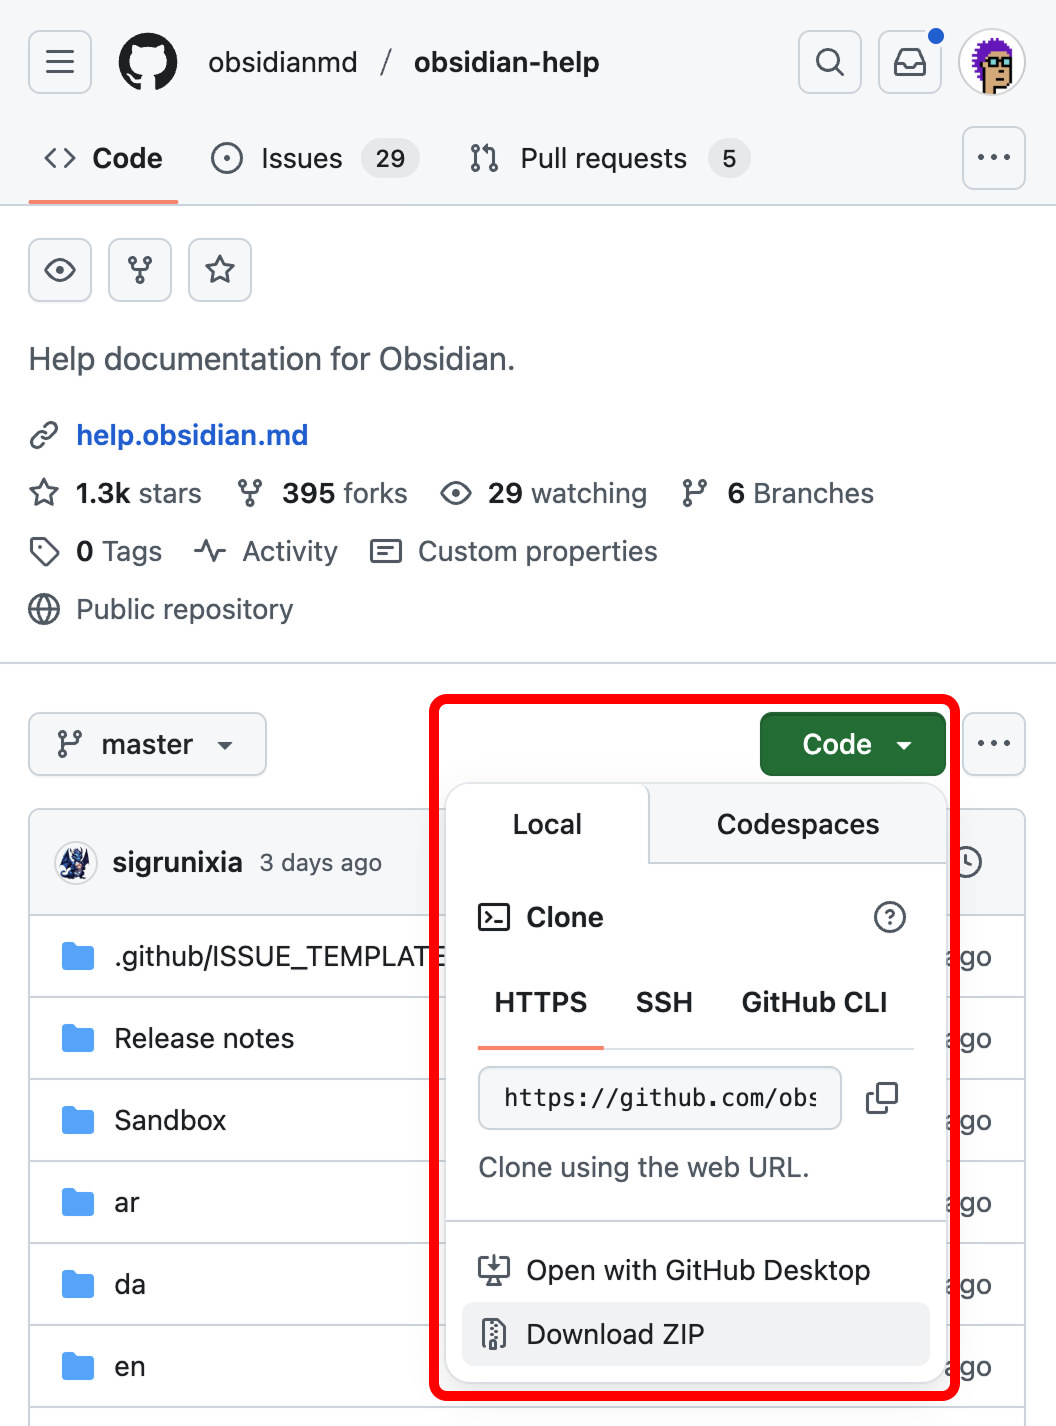 obsidianmd / obsidian-help
Code Issues 29 Pull requests 5
Help documentation for Obsidian.
help.obsidian.md
1.3k stars 395 forks 29 watching 6 Branches
0 Tags Activity Custom properties
Public repository
master
Code
sigrunixia 3 days ago
Local Codespaces
Clone
HTTPS SSH GitHub CLI
https://github.com/obs
Clone using the web URL.
Open with GitHub Desktop
Download ZIP
.github/ISSUE_TEMPLATE
ago
Release notes
ago
Sandbox
ago
ar
ago
da
ago
en
ago